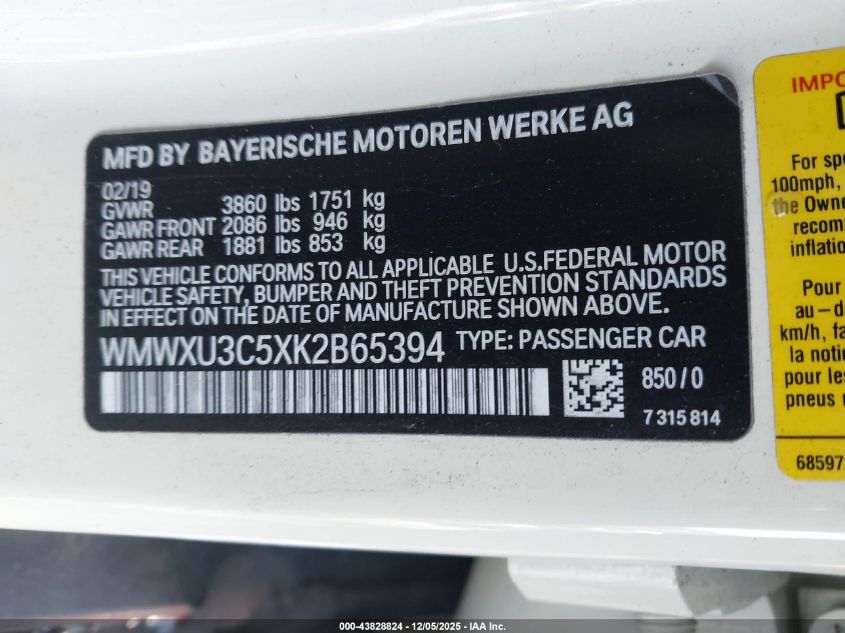 MFD BY BAYERISCHE MOTOREN WERKE AG
02/19
GVWR 3860 lbs 1751 kg
GAWR FRONT 2086 lbs 946 kg
GAWR REAR 1881 lbs 853 kg
THIS VEHICLE CONFORMS TO ALL APPLICABLE U.S.FEDERAL MOTOR
VEHICLE SAFETY, BUMPER AND THEFT PREVENTION STANDARDS
IN EFFECT ON THE DATE OF MANUFACTURE SHOWN ABOVE.
WMWXU3C5XK2B65394 TYPE: PASSENGER CAR
850/0
7 315 814
IMPO
For spe
100mph,
the Owne
recom
inflatio
Pour
au-d
km/h, fa
la notic
pour les
pneus
68597
000-43828824 | 12/05/2025 - IAA Inc.